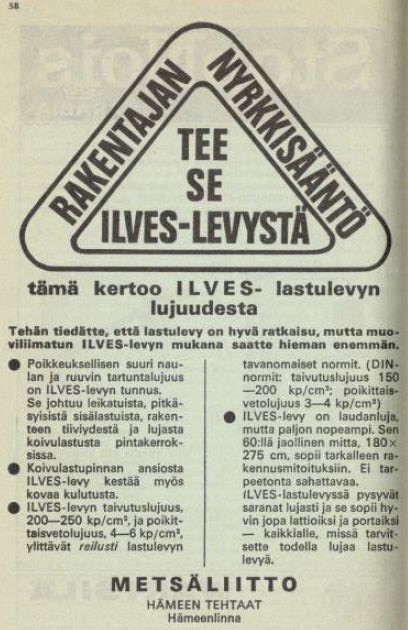 58
RAKENTAJAN NYRKKISÄÄNTÖ
TEE
SE
ILVES-LEVYSTÄ
tämä kertoo ILVES- lastulevyn
lujuudesta
Tehän tiedätte, että lastulevy on hyvä ratkaisu, mutta muo-
viliimatun ILVES-levyn mukana saatte hieman enemmän.
● Poikkeuksellisen suuri nau-
lan ja ruuvin tartuntalujuus
on ILVES-levyn tunnus.
Se johtuu leikatuista, pitkä-
syisistä sisälastuista, raken-
teen tiiviydestä ja lujasta
koivulastusta pintakerrok-
sissa.
● Koivulastupinnan ansiosta
ILVES-levy kestää myös
kovaa kulutusta.
● ILVES-levyn taivutuslujuus,
200—250 kp/cm², ja poikit-
taisvetolujuus, 4—6 kp/cm²,
ylittävät reilusti lastulevyn
tavanomaiset normit. (DIN-
normit: taivutuslujuus 150
—200 kp/cm²; poikittais-
vetolujuus 3—4 kp/cm²)
● ILVES-levy on laudanluja,
mutta paljon nopeampi. Sen
60:llä jaollinen mitta, 180×
275 cm, sopii tarkalleen ra-
kennusmitoituksiin. Ei tar-
peetonta sahattavaa.
ILVES-lastulevyssä pysyvät
saranat lujasti ja se sopii hy-
vin jopa lattioiksi ja portaiksi
— kaikkialle, missä tarvit-
sette todella lujaa lastu-
levyä.
METSÄLIITTO
HÄMEEN TEHTAAT
Hämeenlinna